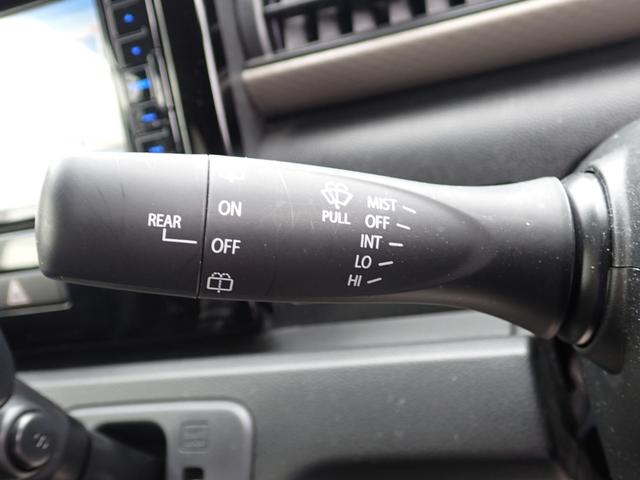 REAR
ON
OFF
PULL
MIST
OFF
INT
LO
HI